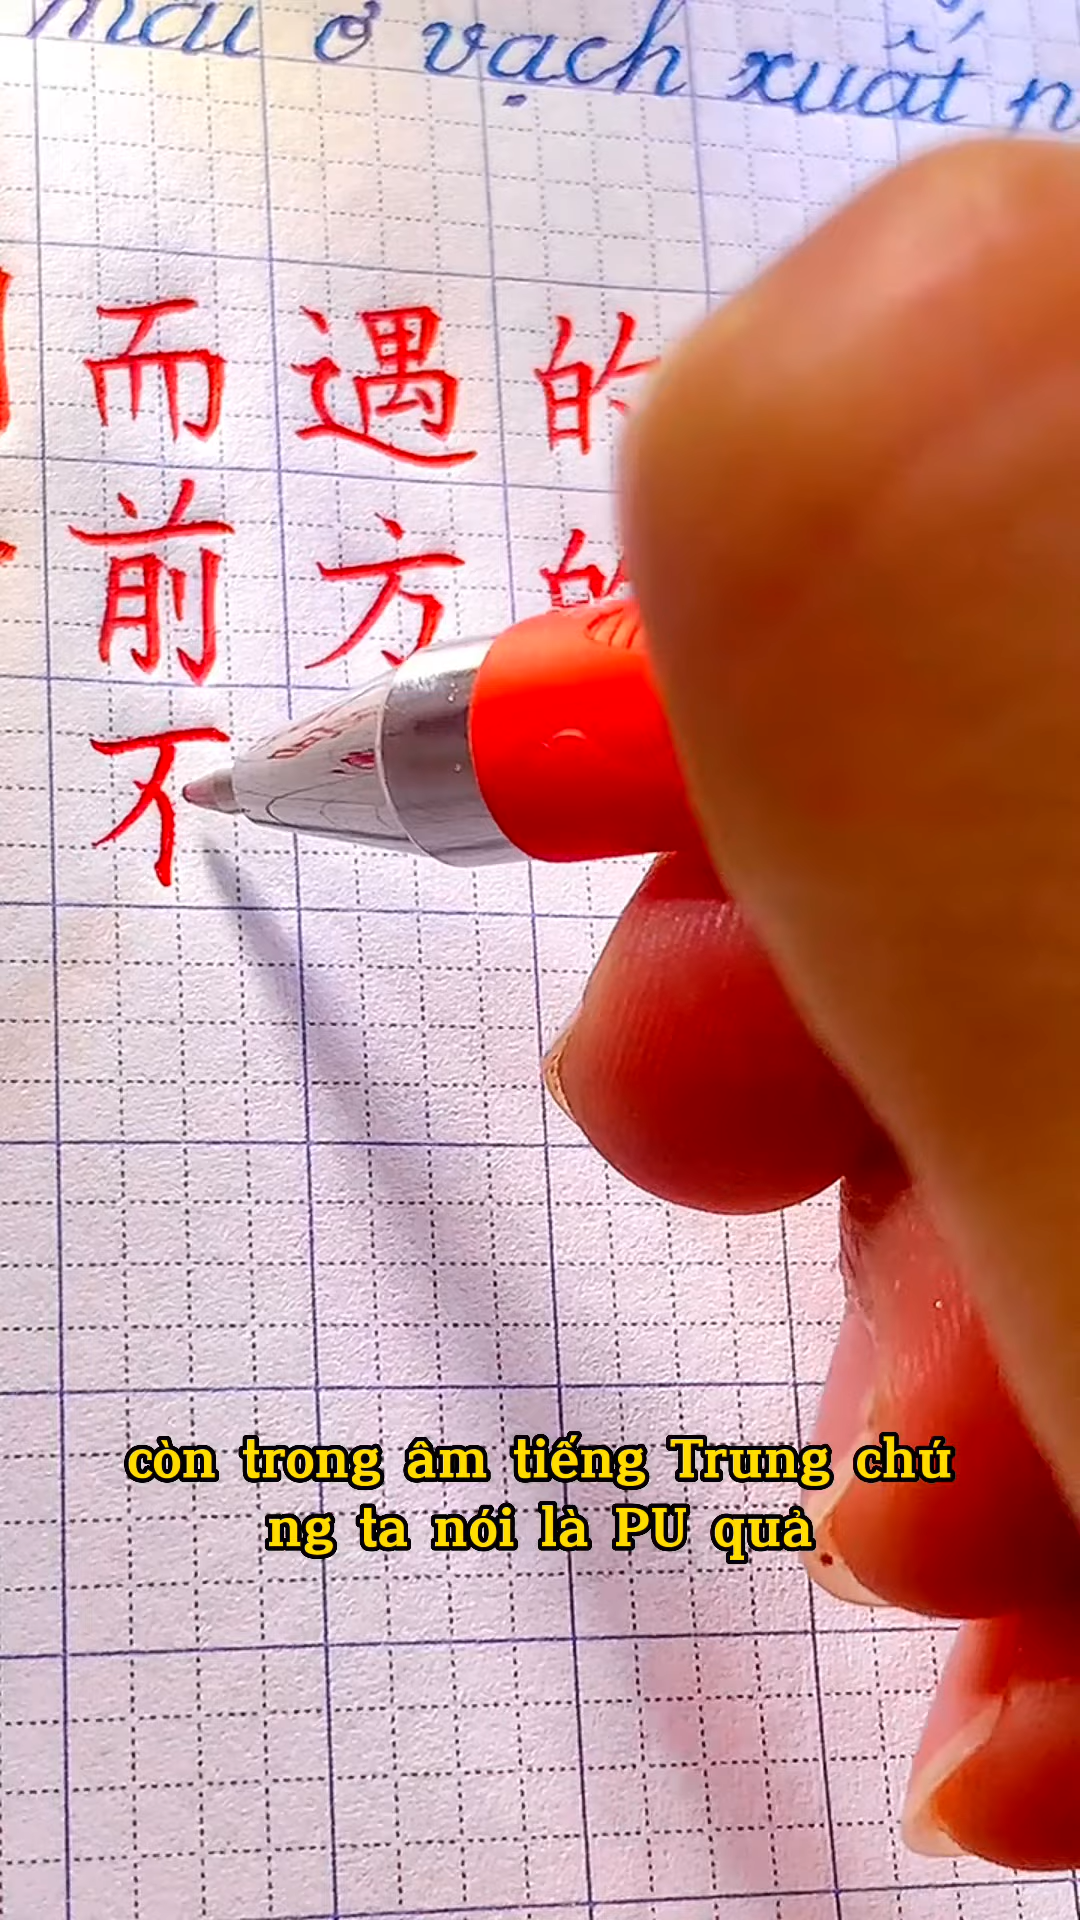 ở vạch xuất
而遇的
前方的
不
còn trong âm tiếng Trung chú
ng ta nói là PU quả